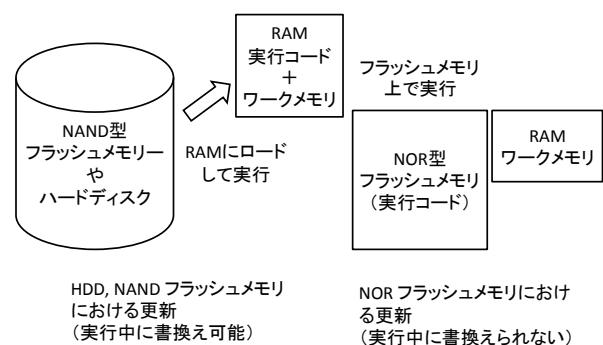 RAM
実行コード
＋
ワークメモリ
フラッシュメモリ
上で実行
NAND型
フラッシュメモリー
や
ハードディスク
RAMにロード
して実行
NOR型
フラッシュメモリ
（実行コード）
RAM
ワークメモリ
HDD, NAND フラッシュメモリ
における更新
（実行中に書換え可能）
NOR フラッシュメモリにおけ
る更新
（実行中に書換えられない）